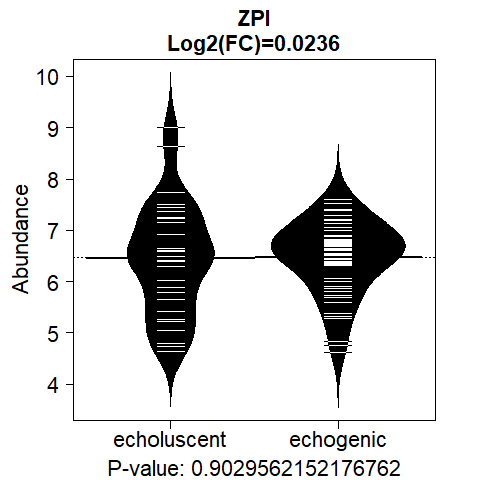 ZPI
Log2(FC)=0.0236
Abundance
10
9
8
7
6
5
4
echoluscent
echogenic
P-value: 0.9029562152176762